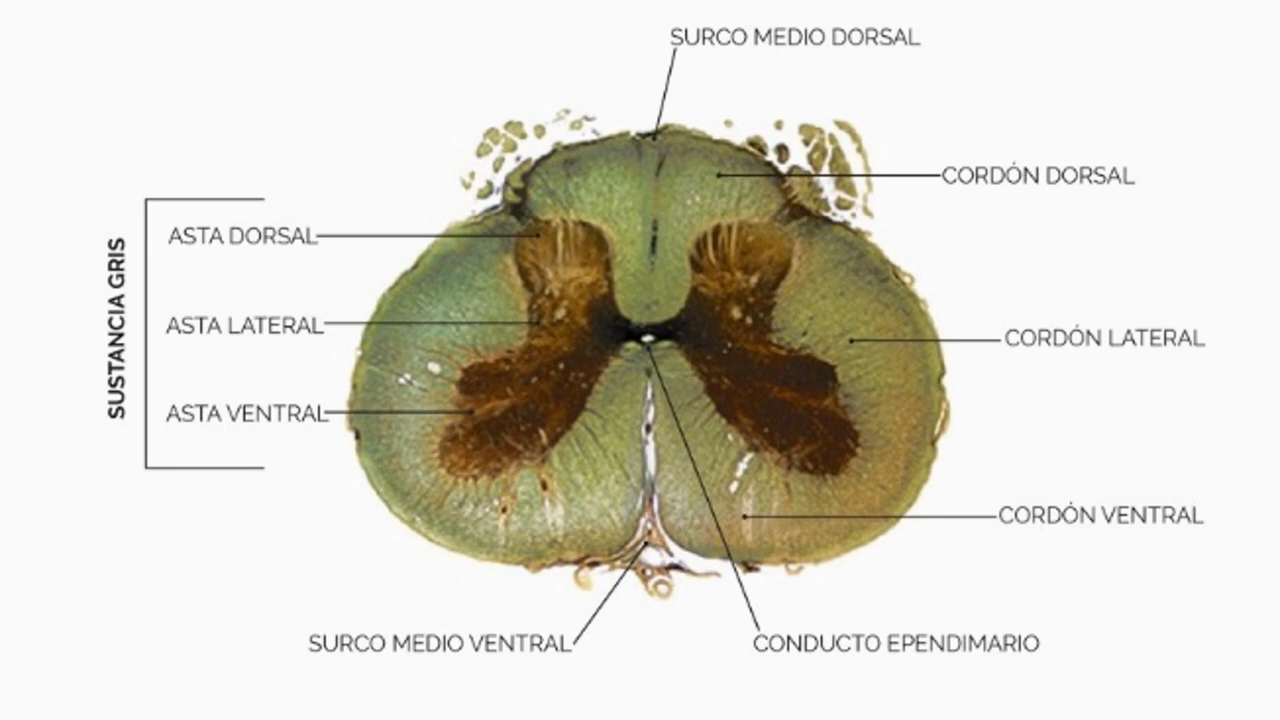 SURCO MEDIO DORSAL
CORDÓN DORSAL
SUSTANCIA GRIS
ASTA DORSAL
ASTA LATERAL
CORDÓN LATERAL
ASTA VENTRAL
CORDÓN VENTRAL
SURCO MEDIO VENTRAL
CONDUCTO EPENDIMARIO